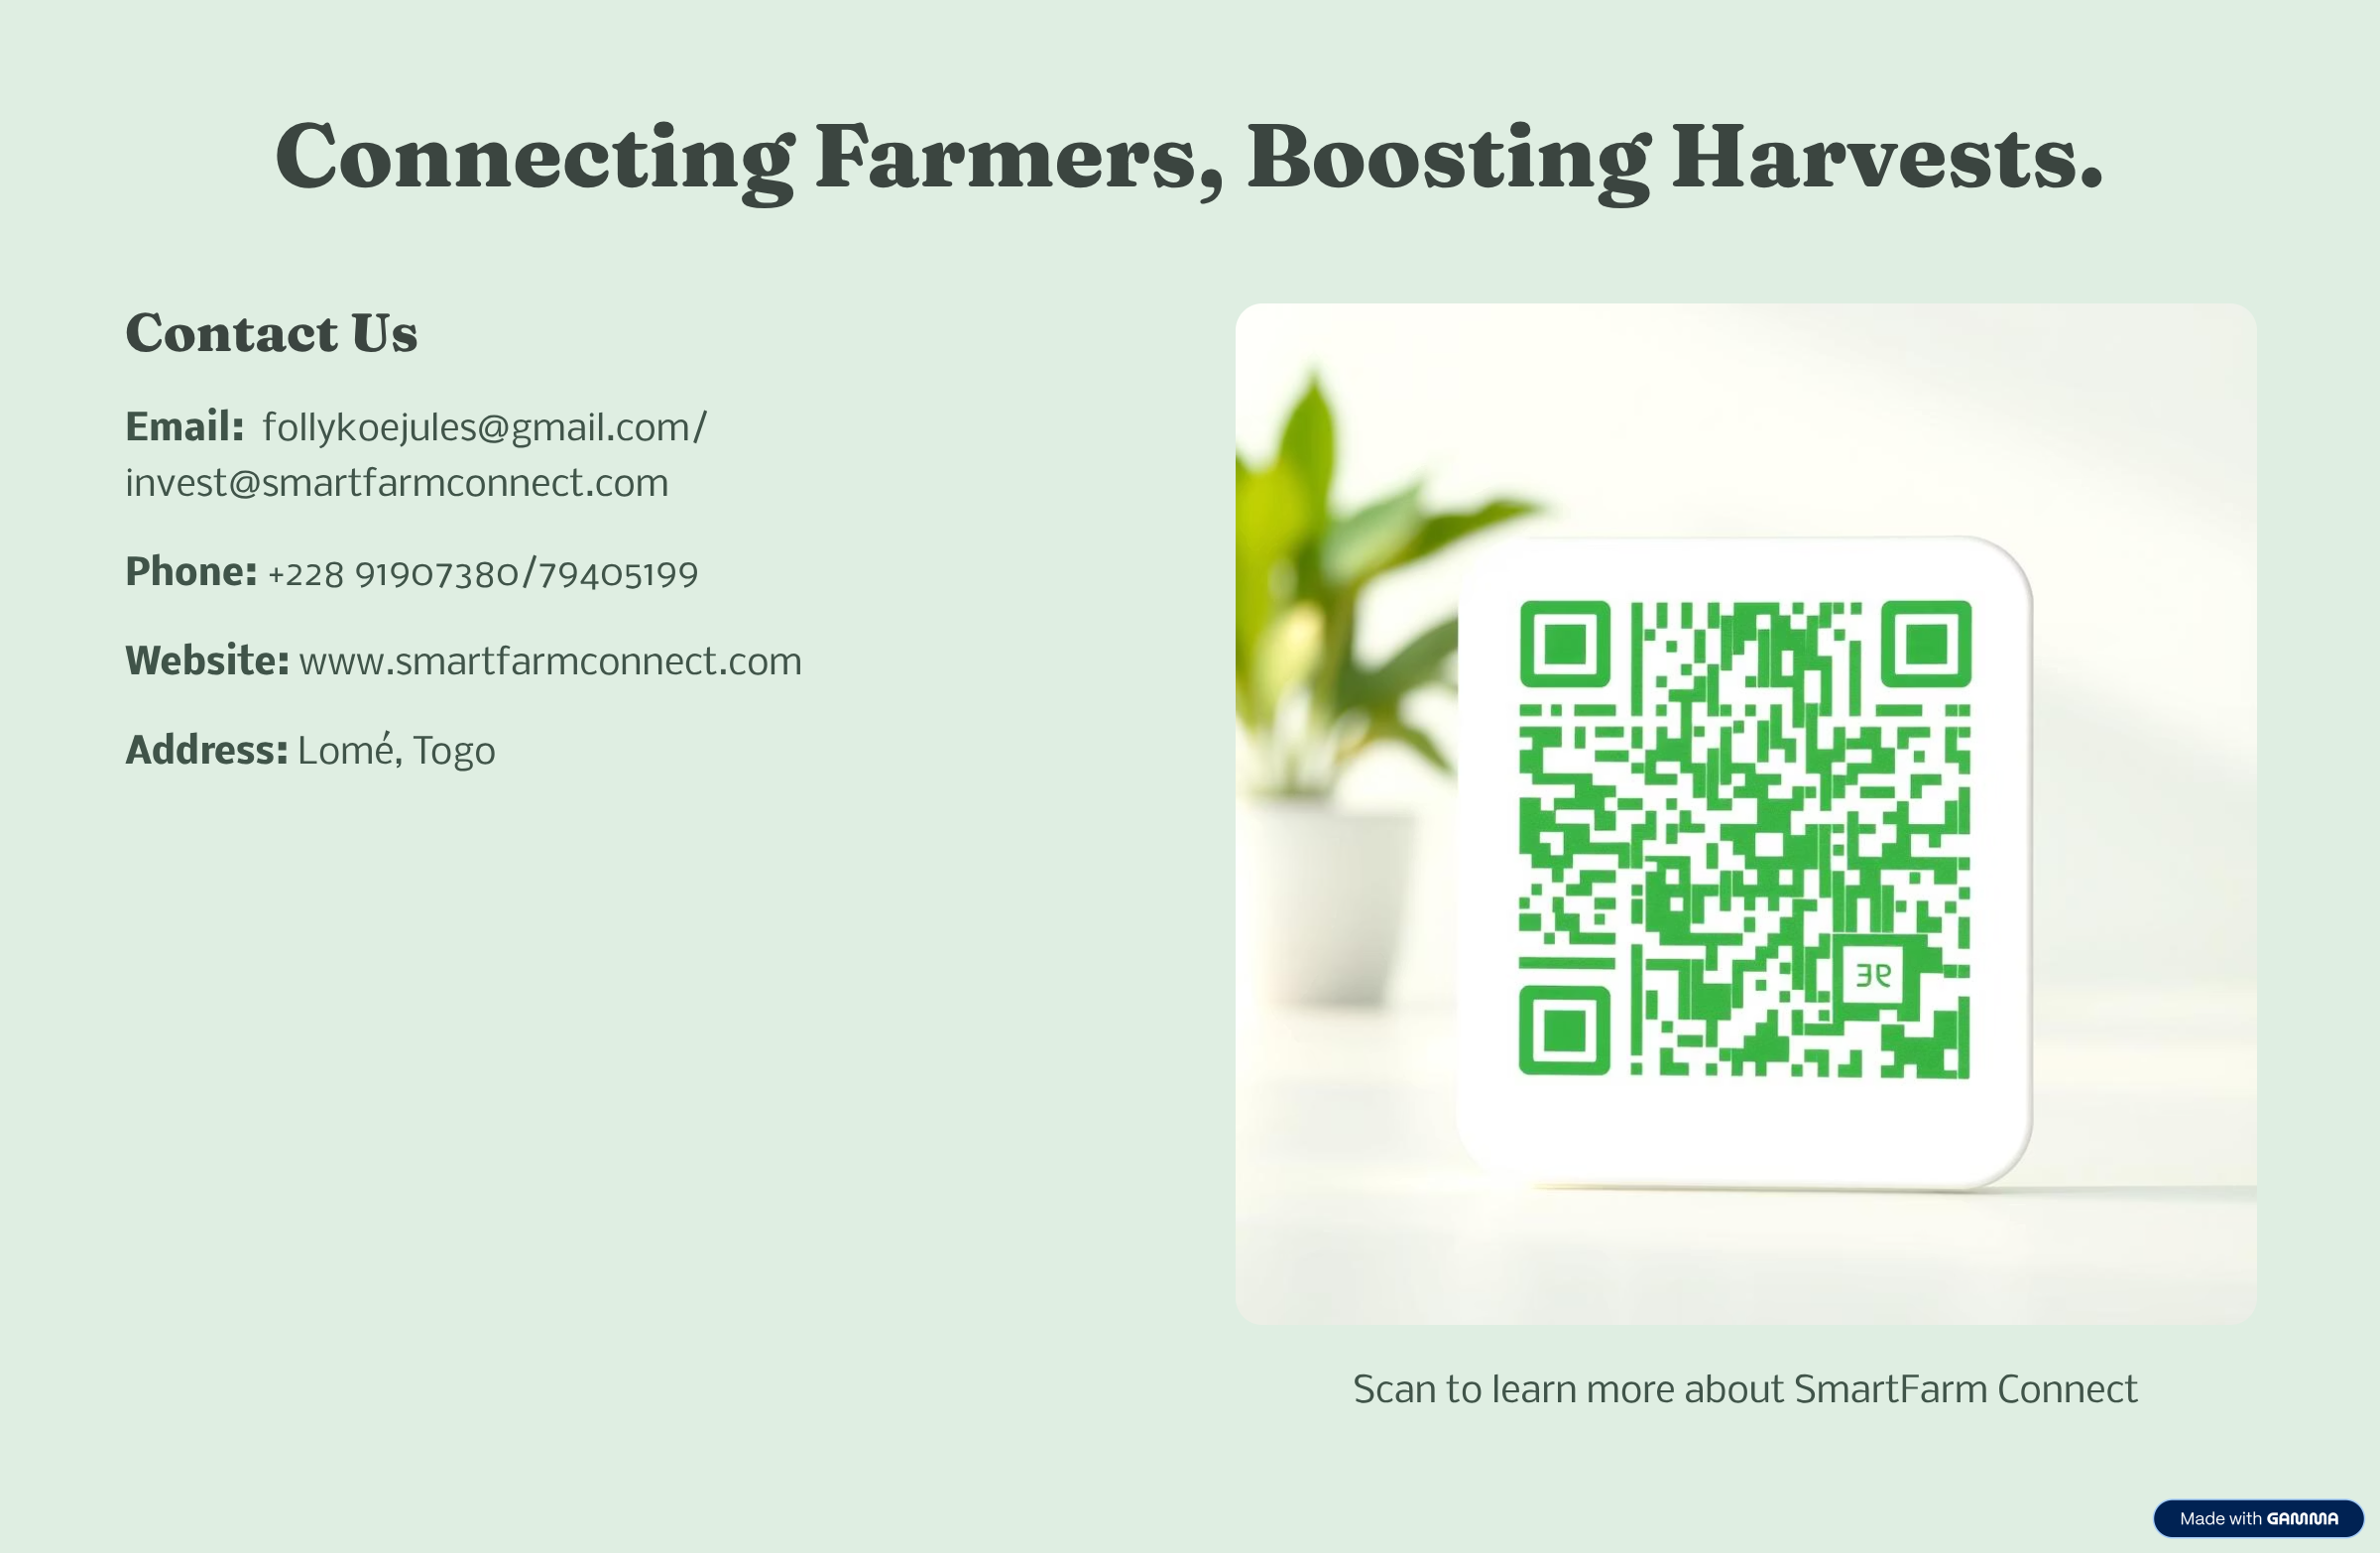 Connecting Farmers, Boosting Harvests.
Contact Us
Email: follykoejules@gmail.com/
invest@smartfarmconnect.com
Phone: +228 91907380/79405199
Website: www.smartfarmconnect.com
Address: Lomé, Togo
Scan to learn more about SmartFarm Connect
Made with GAMMA